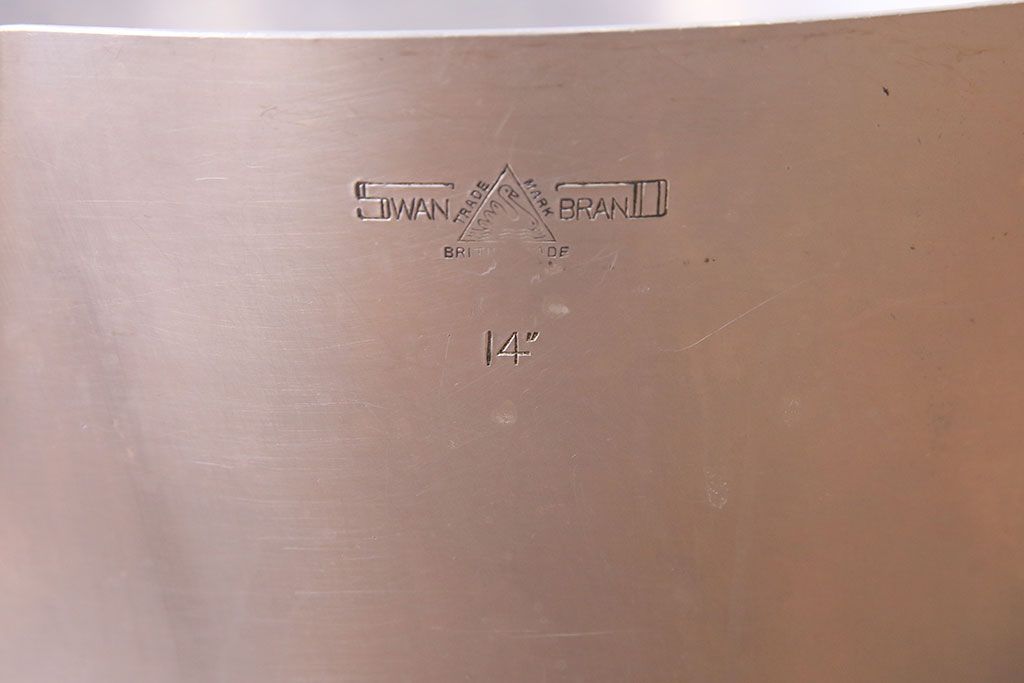 SWAN TRADE MARK BRAND
14"